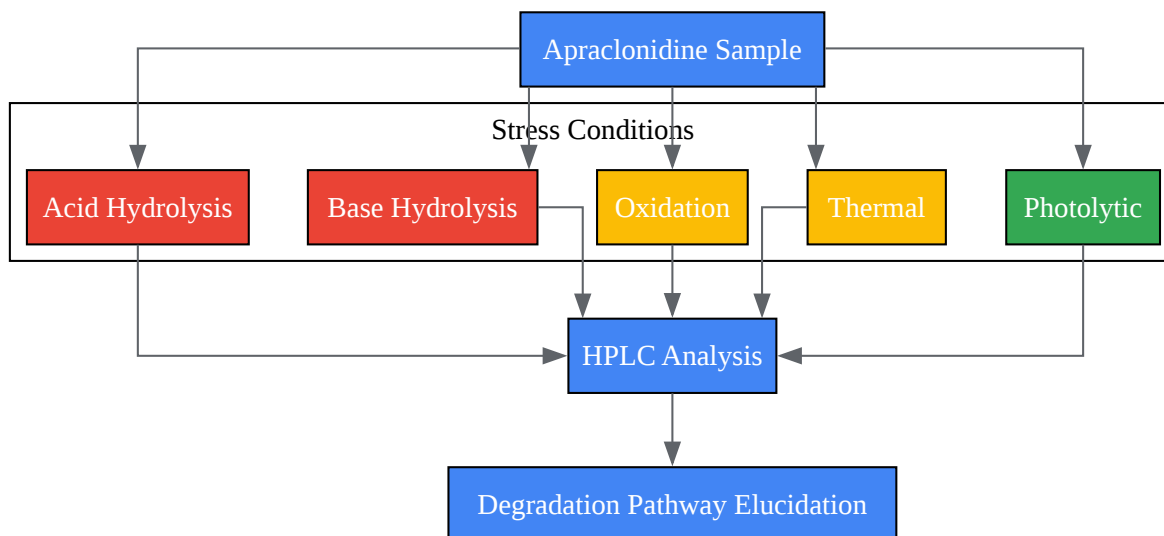 Apraclonidine Sample
Stress Conditions
Acid Hydrolysis
Base Hydrolysis
Oxidation
Thermal
Photolytic
HPLC Analysis
Degradation Pathway Elucidation